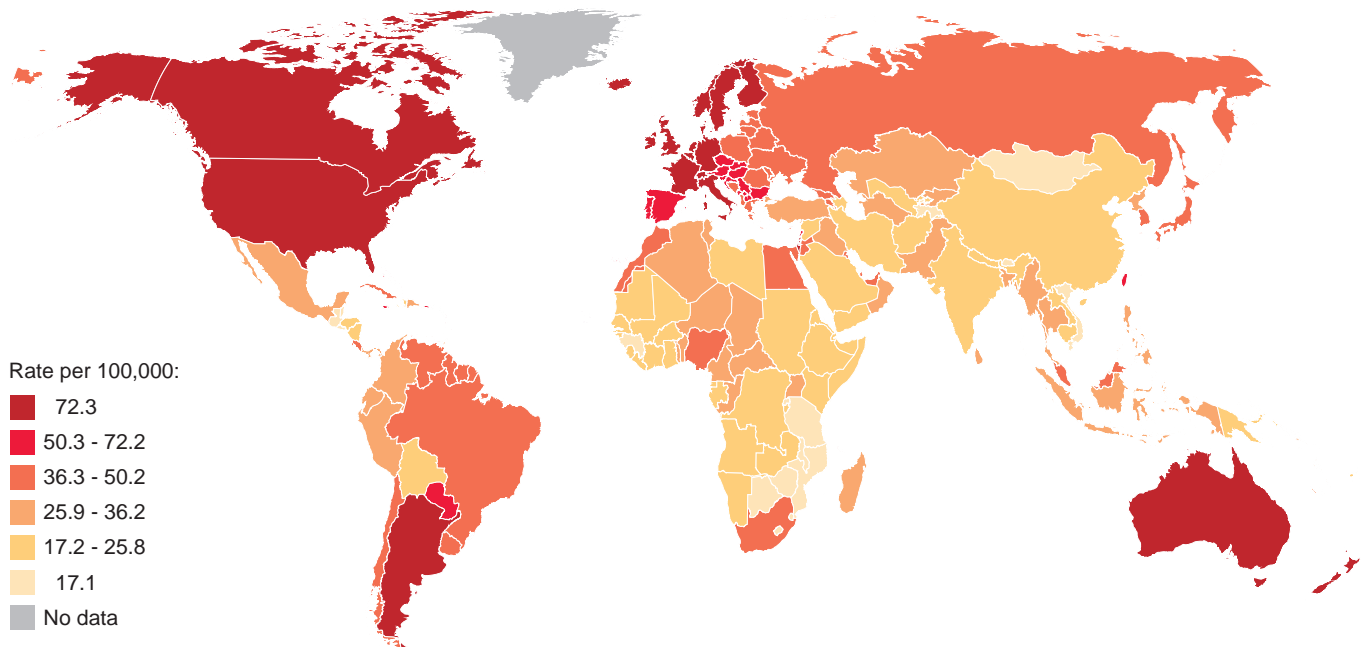 Rate per 100,000:
72.3
50.3 - 72.2
36.3 - 50.2
25.9 - 36.2
17.2 - 25.8
17.1
No data